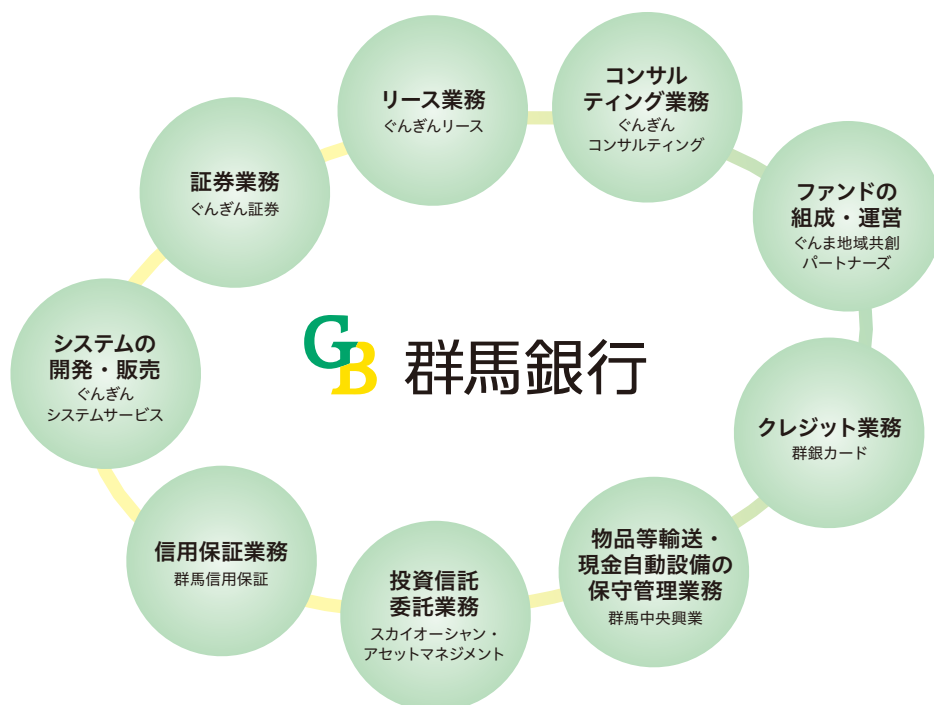 リース業務
ぐんぎんリース
コンサル
ティング業務
ぐんぎん
コンサルティング
ファンドの
組成・運営
ぐんま地域共創
パートナーズ
クレジット業務
群銀カード
物品等輸送・
現金自動設備の
保守管理業務
群馬中央興業
投資信託
委託業務
スカイオーシャン・
アセットマネジメント
信用保証業務
群馬信用保証
システムの
開発・販売
ぐんぎん
システムサービス
証券業務
ぐんぎん証券
GB 群馬銀行